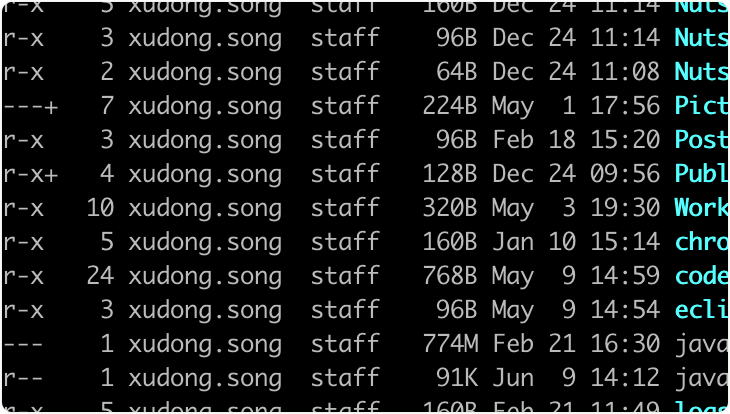 r-x   5 xudong.song  staff   160B Dec 24 11:14 Nuts
r-x   3 xudong.song  staff    96B Dec 24 11:14 Nuts
r-x   2 xudong.song  staff    64B Dec 24 11:08 Nuts
---+   7 xudong.song  staff   224B May  1 17:56 Pict
r-x   3 xudong.song  staff    96B Feb 18 15:20 Post
r-x+   4 xudong.song  staff   128B Dec 24 09:56 Publ
r-x  10 xudong.song  staff   320B May  3 19:30 Work
r-x   5 xudong.song  staff   160B Jan 10 15:14 chro
r-x  24 xudong.song  staff   768B May  9 14:59 code
r-x   3 xudong.song  staff    96B May  9 14:54 ecli
---   1 xudong.song  staff   774M Feb 21 16:30 java
r--   1 xudong.song  staff    91K Jun  9 14:12 java
r-x   5 xudong.song  staff   160B Feb 21 11:49 logs